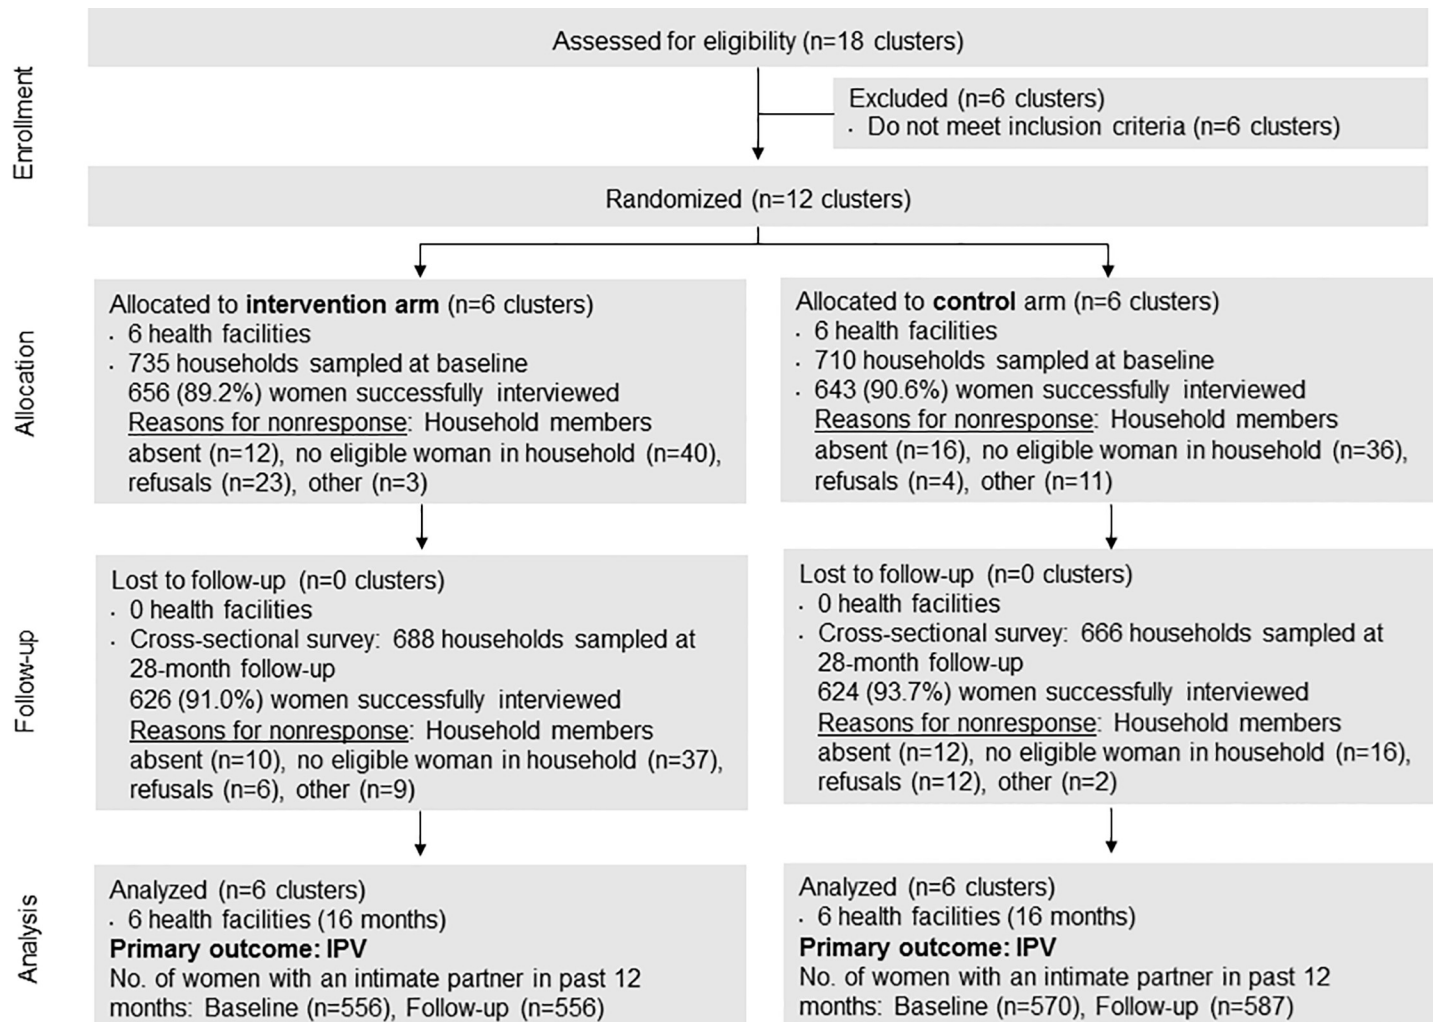 Enrollment
Assessed for eligibility (n=18 clusters)
Excluded (n=6 clusters)
· Do not meet inclusion criteria (n=6 clusters)
Randomized (n=12 clusters)
Allocation
Allocated to intervention arm (n=6 clusters)
· 6 health facilities
· 735 households sampled at baseline
656 (89.2%) women successfully interviewed
Reasons for nonresponse: Household members
absent (n=12), no eligible woman in household (n=40),
refusals (n=23), other (n=3)
Allocated to control arm (n=6 clusters)
· 6 health facilities
· 710 households sampled at baseline
· 643 (90.6%) women successfully interviewed
Reasons for nonresponse: Household members
absent (n=16), no eligible woman in household (n=36),
refusals (n=4), other (n=11)
Follow-up
Lost to follow-up (n=0 clusters)
· 0 health facilities
· Cross-sectional survey: 688 households sampled at
28-month follow-up
626 (91.0%) women successfully interviewed
Reasons for nonresponse: Household members
absent (n=10), no eligible woman in household (n=37),
refusals (n=6), other (n=9)
Lost to follow-up (n=0 clusters)
· 0 health facilities
· Cross-sectional survey: 666 households sampled at
28-month follow-up
624 (93.7%) women successfully interviewed
Reasons for nonresponse: Household members
absent (n=12), no eligible woman in household (n=16),
refusals (n=12), other (n=2)
Analysis
Analyzed (n=6 clusters)
· 6 health facilities (16 months)
Primary outcome: IPV
No. of women with an intimate partner in past 12
months: Baseline (n=556), Follow-up (n=556)
Analyzed (n=6 clusters)
· 6 health facilities (16 months)
Primary outcome: IPV
No. of women with an intimate partner in past 12
months: Baseline (n=570), Follow-up (n=587)